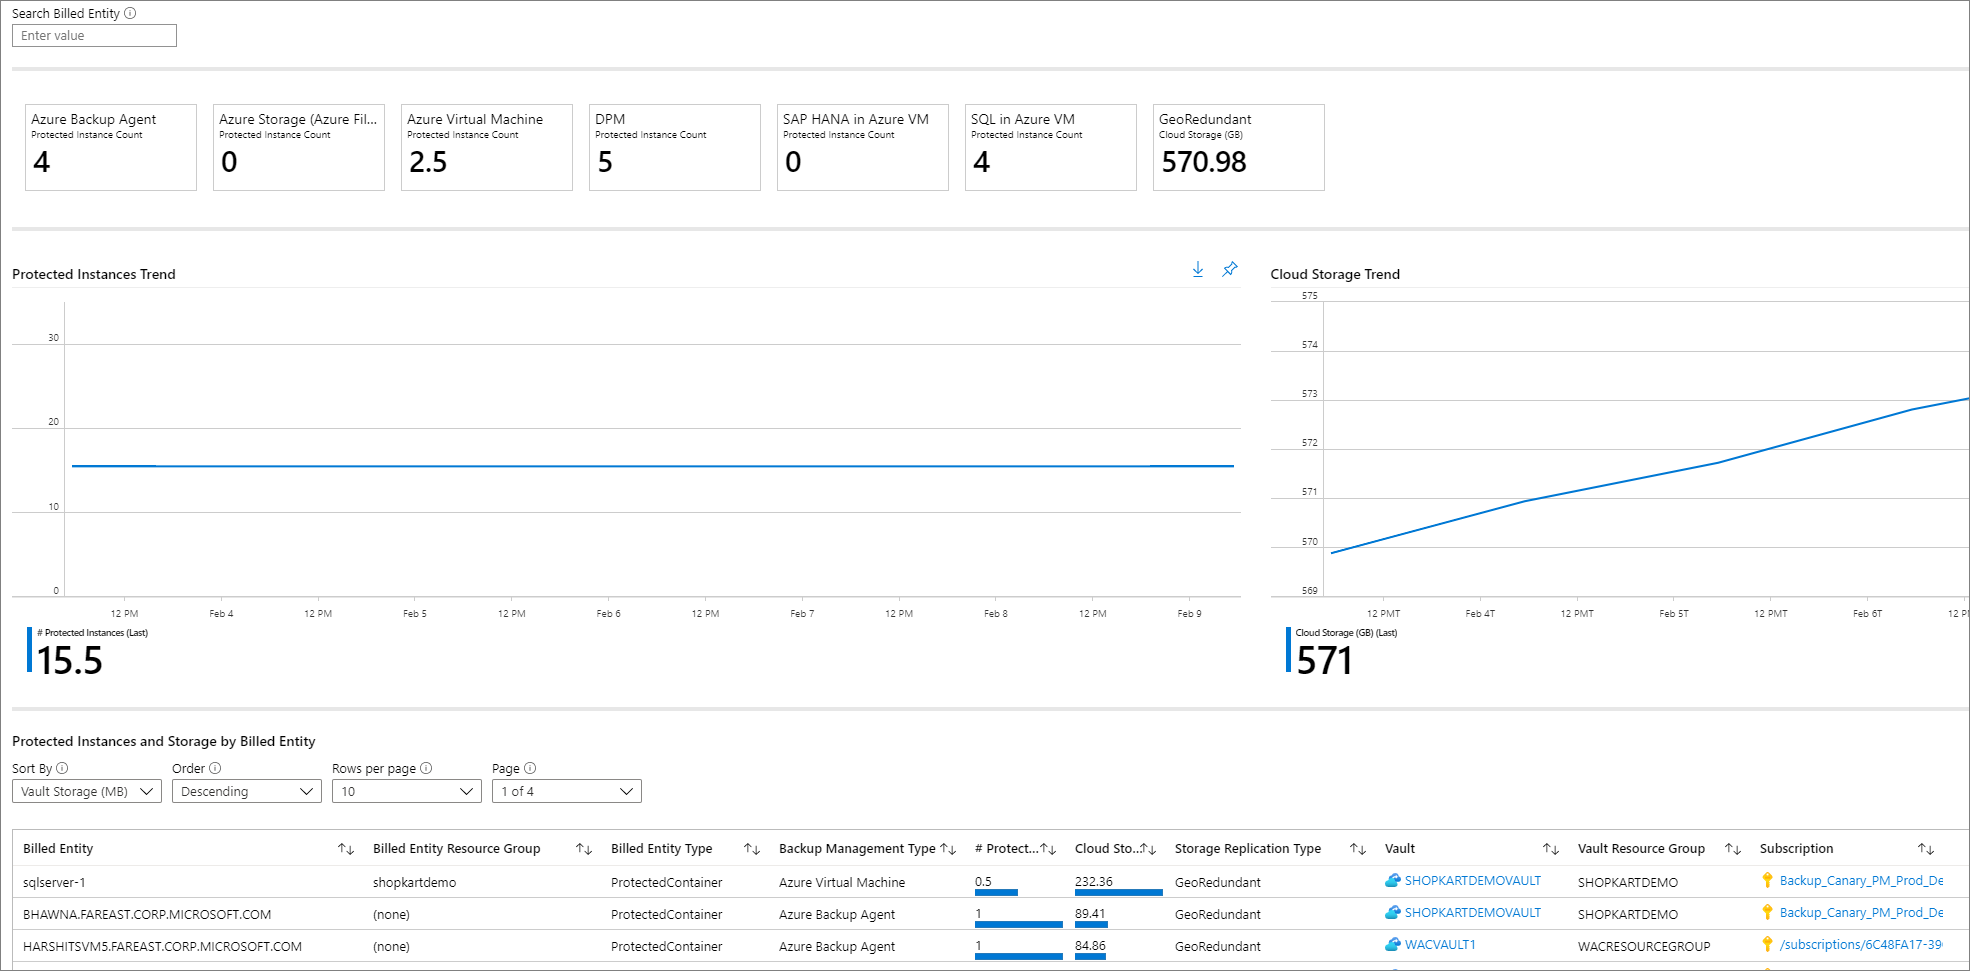 Search Billed Entity
Enter value
Azure Backup Agent
Protected Instance Count
4
Azure Storage (Azure Fil...
Protected Instance Count
0
Azure Virtual Machine
Protected Instance Count
2.5
DPM
Protected Instance Count
5
SAP HANA in Azure VM
Protected Instance Count
0
SQL in Azure VM
Protected Instance Count
4
GeoRedundant
Cloud Storage (GB)
570.98
Protected Instances Trend
30
20
10
0
12 PM Feb 4 12 PM Feb 5 12 PM Feb 6 12 PM Feb 7 12 PM Feb 8 12 PM Feb 9
# Protected Instances (Last)
15.5
Cloud Storage Trend
575
574
573
572
571
570
569
12 PMT Feb 4T 12 PMT Feb 5T 12 PMT Feb 6T 12 PM
Cloud Storage (GB) (Last)
571
Protected Instances and Storage by Billed Entity
Sort By Order Rows per page Page
Vault Storage (MB) Descending 10 1 of 4
Billed Entity Billed Entity Resource Group Billed Entity Type Backup Management Type # Protect... Cloud Sto... Storage Replication Type Vault Vault Resource Group Subscription
sqlserver-1 shopkartdemo ProtectedContainer Azure Virtual Machine 0.5 232.36 GeoRedundant SHOPKARTDEMOVAULT SHOPKARTDEMO Backup_Canary_PM_Prod_De
BHAWNA.FAREAST.CORP.MICROSOFT.COM (none) ProtectedContainer Azure Backup Agent 1 89.41 GeoRedundant SHOPKARTDEMOVAULT SHOPKARTDEMO Backup_Canary_PM_Prod_De
HARSHITSVM5.FAREAST.CORP.MICROSOFT.COM (none) ProtectedContainer Azure Backup Agent 1 84.86 GeoRedundant WACVAULT1 WACRESOURCEGROUP /subscriptions/6C48FA17-39